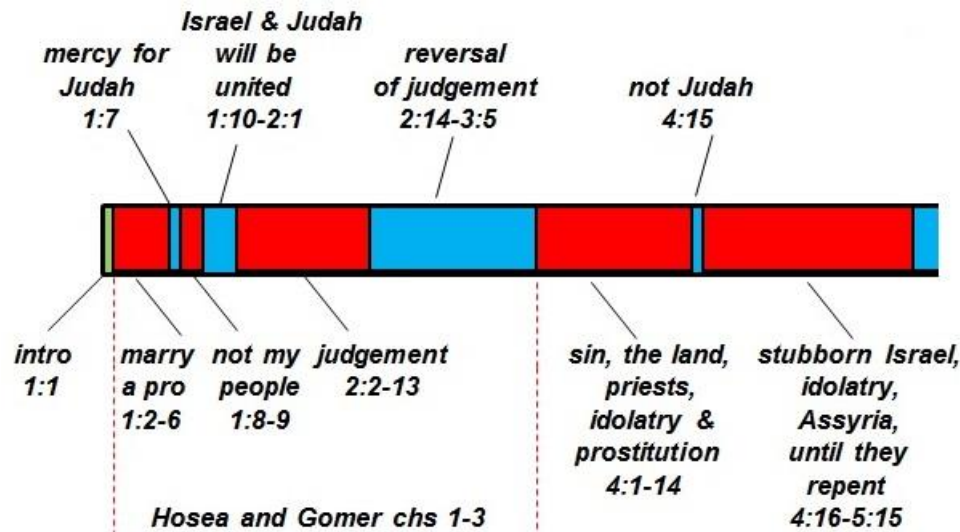 mercy for
Judah
1:7
Israel & Judah
will be
united
1:10-2:1
reversal
of judgement
2:14-3:5
not Judah
4:15
intro
1:1
marry
a pro
1:2-6
not my
people
1:8-9
judgement
2:2-13
sin, the land,
priests,
idolatry &
prostitution
4:1-14
stubborn Israel,
idolatry,
Assyria,
until they
repent
4:16-5:15
Hosea and Gomer chs 1-3